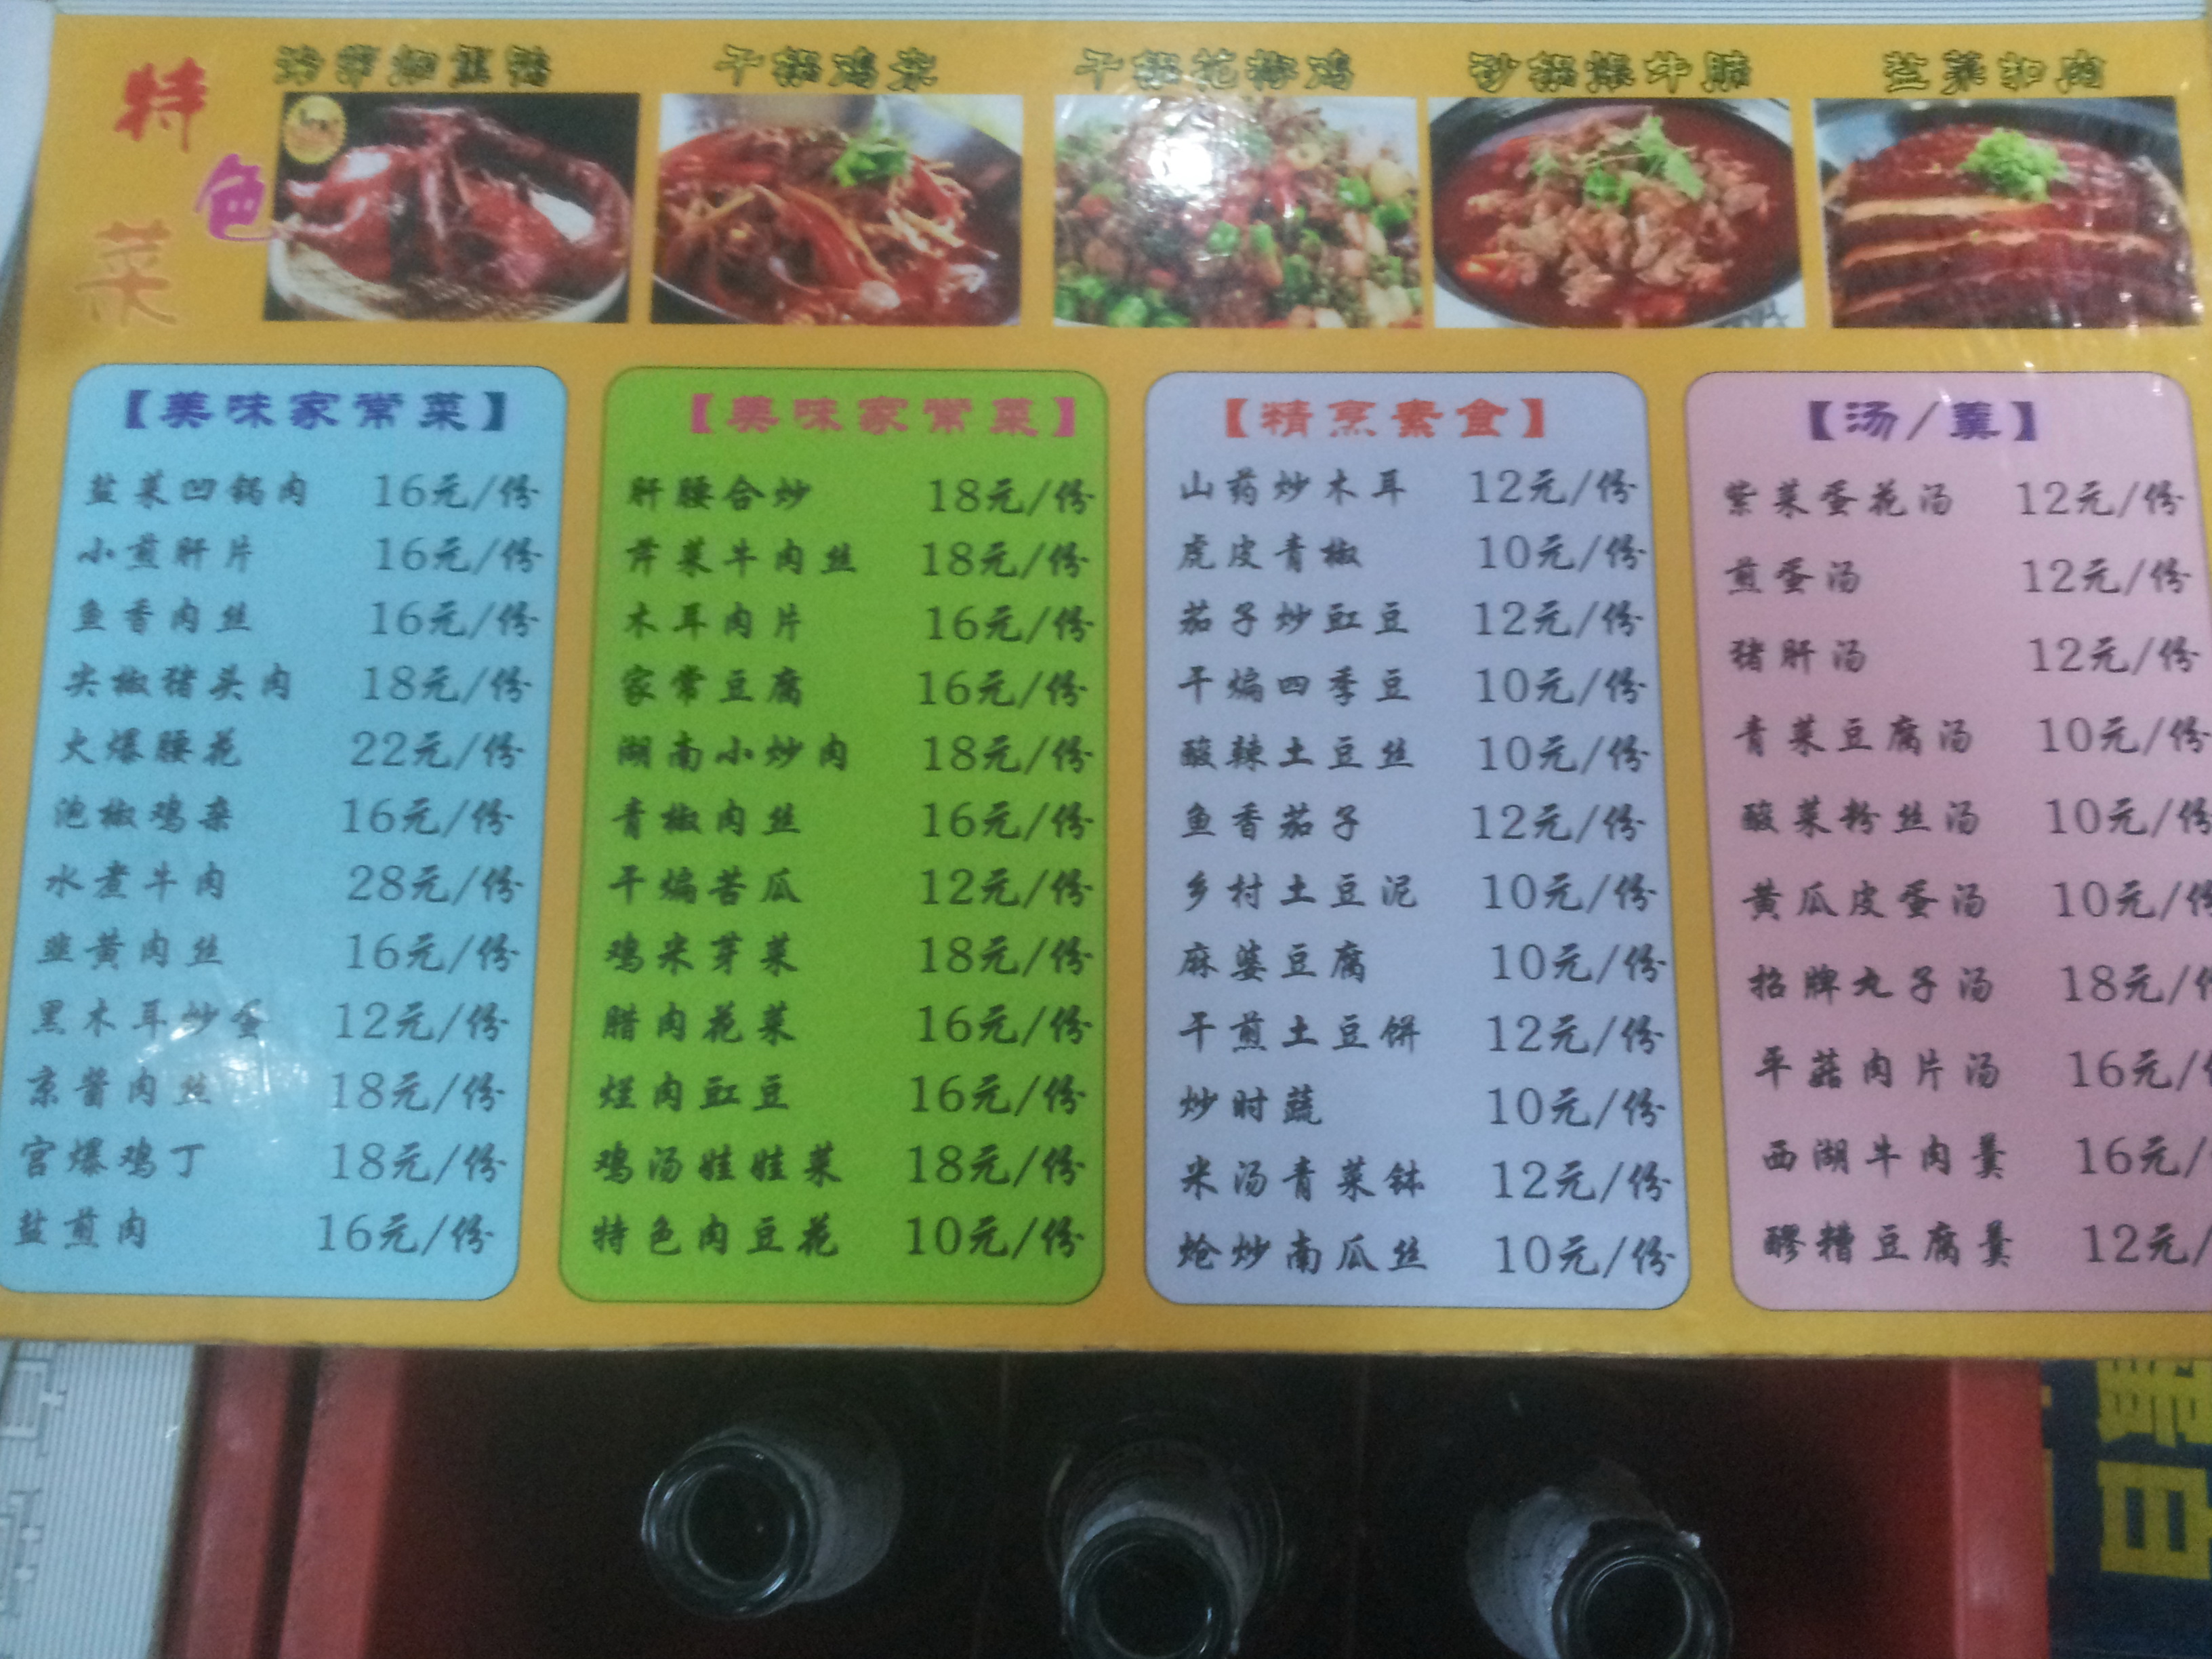 特色菜
干锅鸡杂
干锅花椒鸡
盐菜扣肉
【美味家常菜】
盐菜凹锅肉 16元/份
小煎肝片 16元/份
鱼香肉丝 16元/份
尖椒猪头肉 18元/份
火爆腰花 22元/份
泡椒鸡杂 16元/份
水煮牛肉 28元/份
韭黄肉丝 16元/份
黑木耳炒蛋 12元/份
京酱肉丝 18元/份
宫爆鸡丁 18元/份
盐煎肉 16元/份
【美味家常菜】
肝腰合炒 18元/份
芹菜牛肉丝 18元/份
木耳肉片 16元/份
家常豆腐 16元/份
湖南小炒肉 18元/份
青椒肉丝 16元/份
干煸苦瓜 12元/份
鸡米芽菜 18元/份
腊肉花菜 16元/份
烂肉豇豆 16元/份
鸡汤娃娃菜 18元/份
特色肉豆花 10元/份
【精烹素食】
山药炒木耳 12元/份
虎皮青椒 10元/份
茄子炒豇豆 12元/份
干煸四季豆 10元/份
酸辣土豆丝 10元/份
鱼香茄子 12元/份
乡村土豆泥 10元/份
麻婆豆腐 10元/份
干煎土豆饼 12元/份
炒时蔬 10元/份
米汤青菜钵 12元/份
炝炒南瓜丝 10元/份
【汤/羹】
紫菜蛋花汤 12元/份
煎蛋汤 12元/份
猪肝汤 12元/份
青菜豆腐汤 10元/份
酸菜粉丝汤 10元/份
黄瓜皮蛋汤 10元/份
招牌丸子汤 18元/份
平菇肉片汤 16元/
西湖牛肉羹 16元/
醪糟豆腐羹 12元/